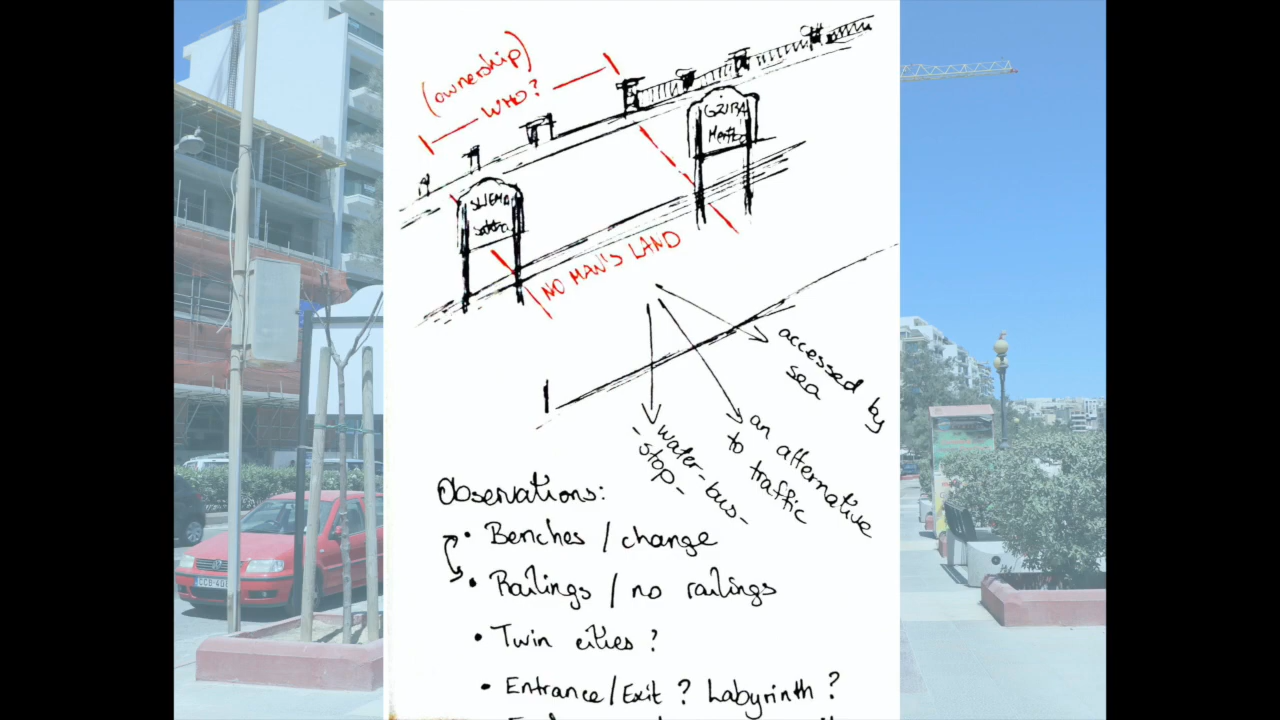 (ownership)
WHO?
GŻIRA
SLIEMA
NO MAN'S LAND
accessed by
sea
an alternative
to traffic
water-bus-
-stop-
Observations:
• Benches / change
• Railings / no railings
• Twin cities ?
• Entrance/Exit ? Labyrinth ?